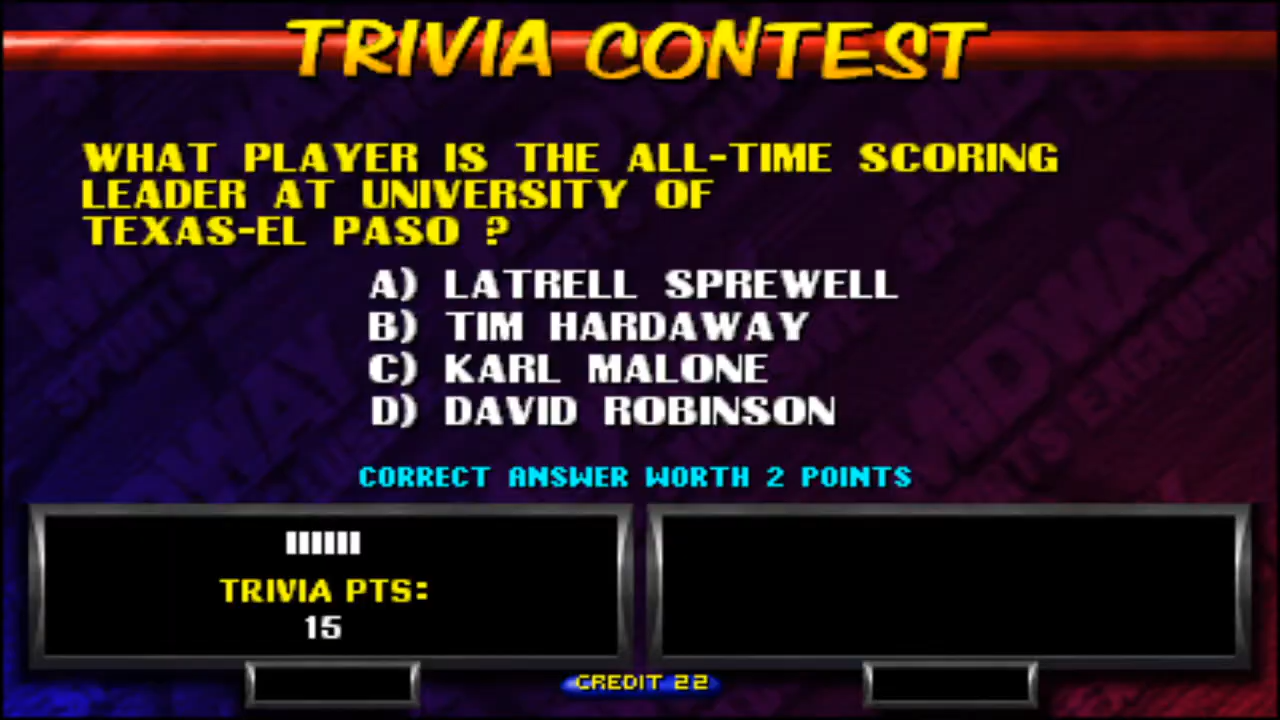 TRIVIA CONTEST
WHAT PLAYER IS THE ALL-TIME SCORING
LEADER AT UNIVERSITY OF
TEXAS-EL PASO ?
A) LATRELL SPREWELL
B) TIM HARDAWAY
C) KARL MALONE
D) DAVID ROBINSON
CORRECT ANSWER WORTH 2 POINTS
IIIIII
TRIVIA PTS:
15
CREDIT 22